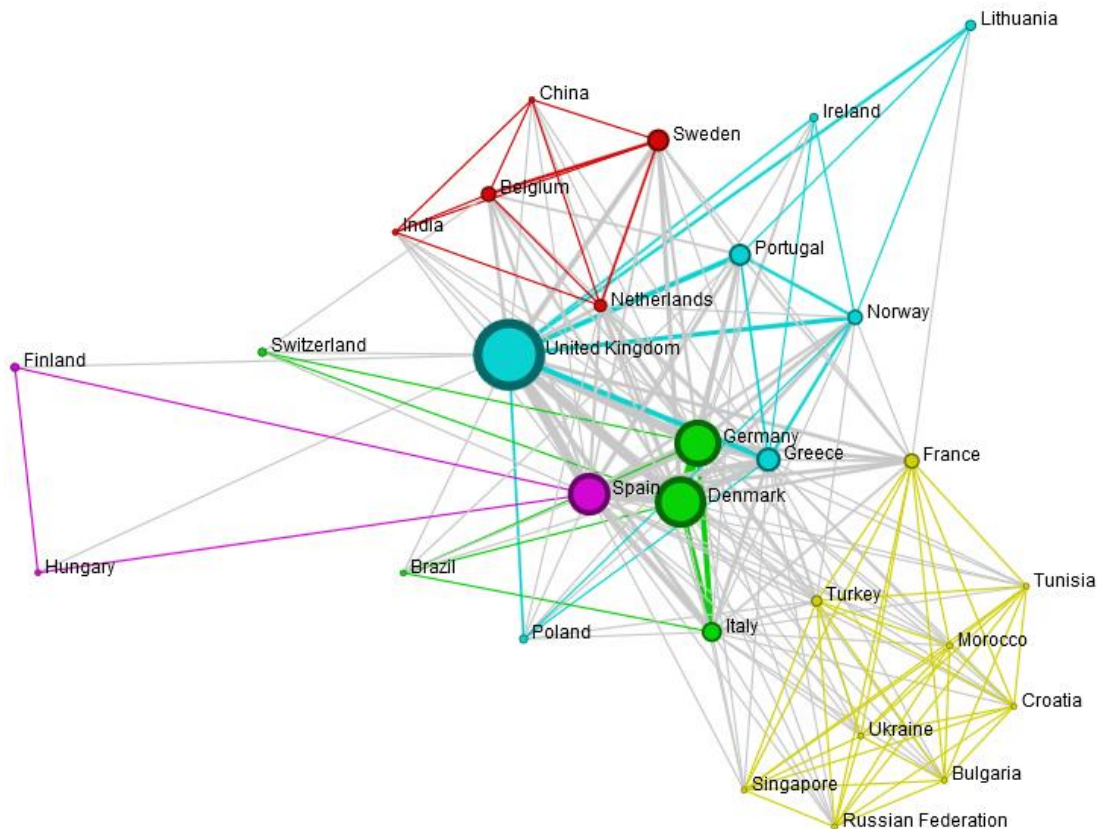 Lithuania
China
Ireland
Sweden
Belgium
India
Portugal
Netherlands
Norway
Switzerland
United Kingdom
Finland
Germany
Greece
France
Spain
Denmark
Hungary
Brazil
Tunisia
Turkey
Poland
Italy
Morocco
Croatia
Ukraine
Bulgaria
Singapore
Russian Federation